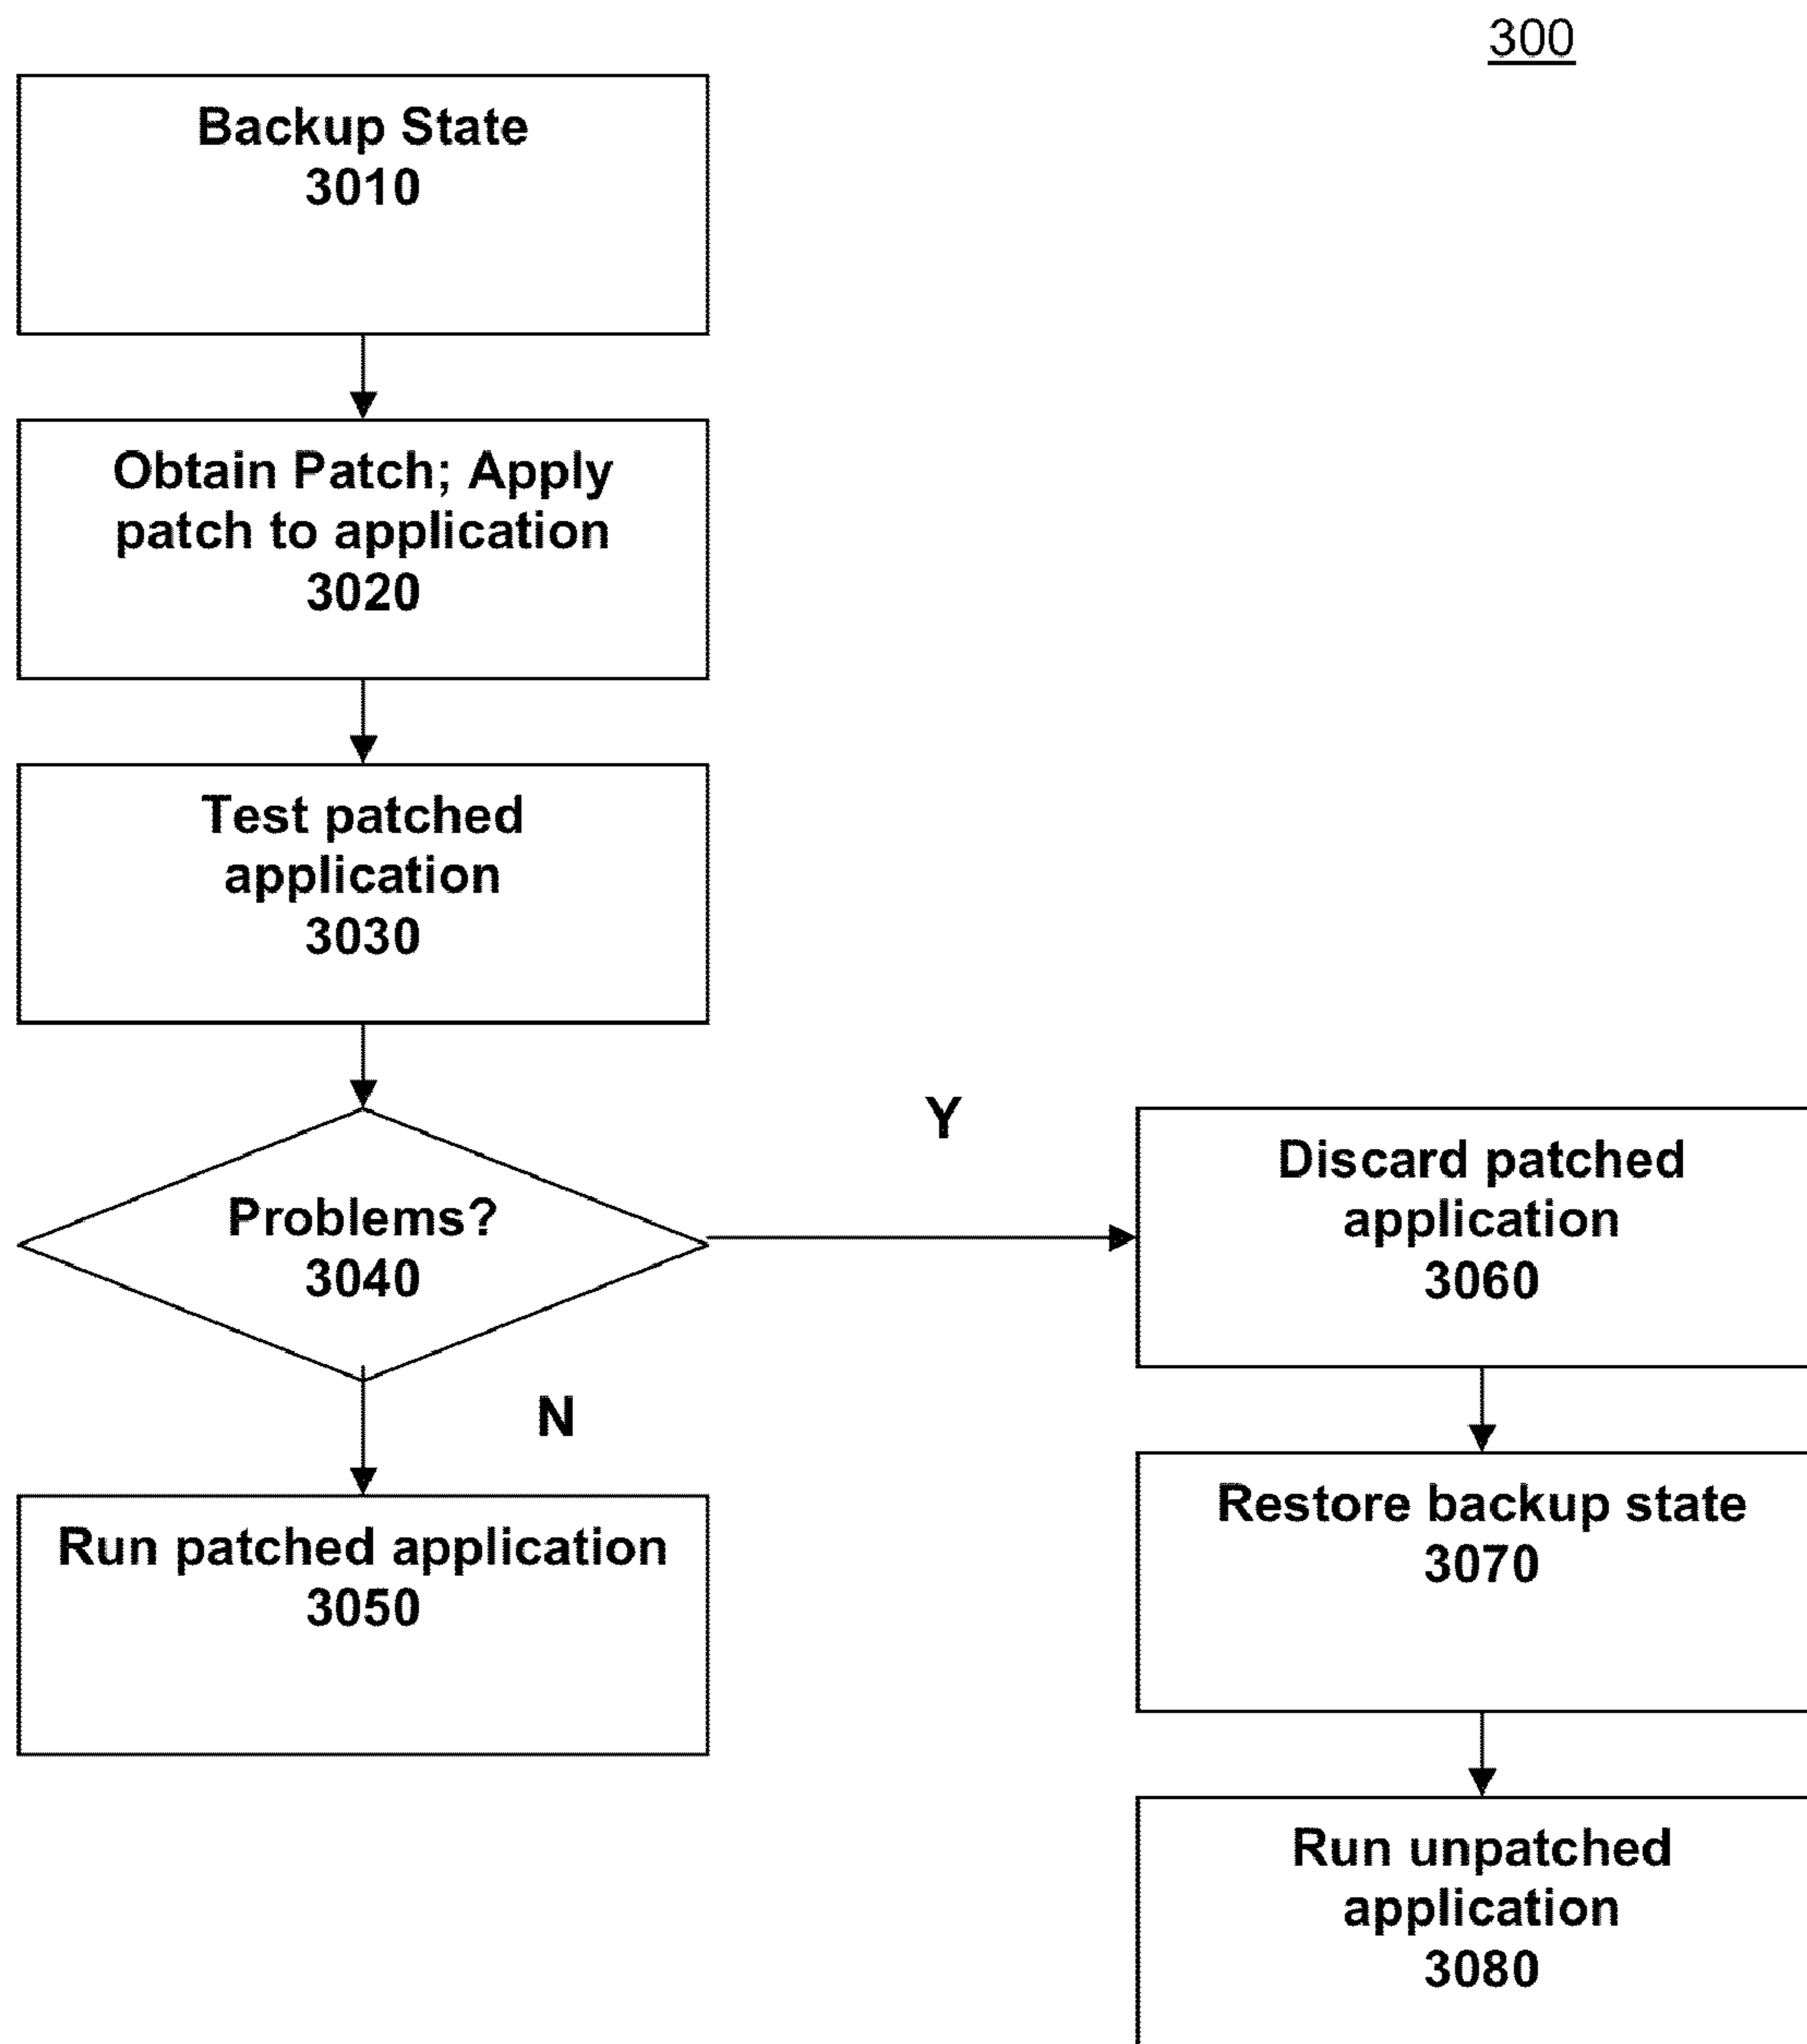 300
Backup State
3010
Obtain Patch; Apply
patch to application
3020
Test patched
application
3030
Problems?
3040
Y
N
Run patched application
3050
Discard patched
application
3060
Restore backup state
3070
Run unpatched
application
3080